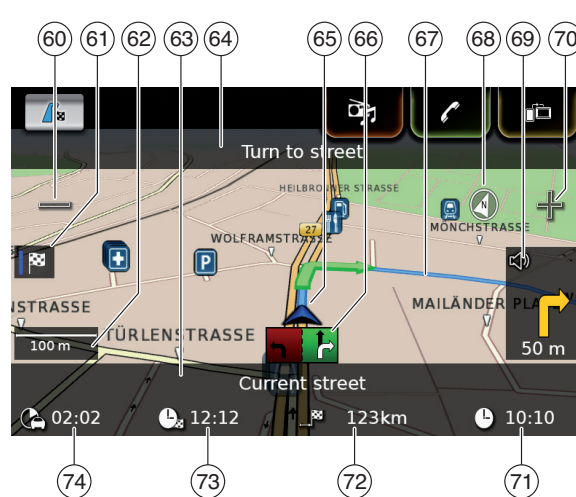 60 61 62 63 64 65 66 67 68 69 70
Turn to street
HEILBRONNER STRASSE
N
27
WOLFRAMSTRASSE
MÖNCHSTRASSE
P
NSTRASSE
MAILÄNDER PLA
TÜRLENSTRASSE
100 m
50 m
Current street
02:02 12:12 123km 10:10
74 73 72 71